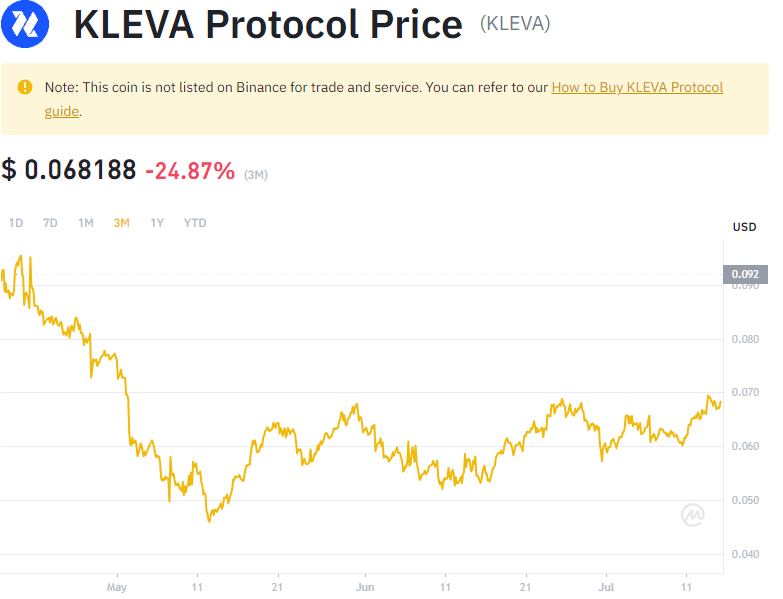 KLEVA Protocol Price (KLEVA)
Note: This coin is not listed on Binance for trade and service. You can refer to our How to Buy KLEVA Protocol
guide.
$ 0.068188 -24.87% (3M)
1D 7D 1M 3M 1Y YTD
USD
0.092
0.090
0.080
0.070
0.060
0.050
0.040
May 11 21 Jun 11 21 Jul 11